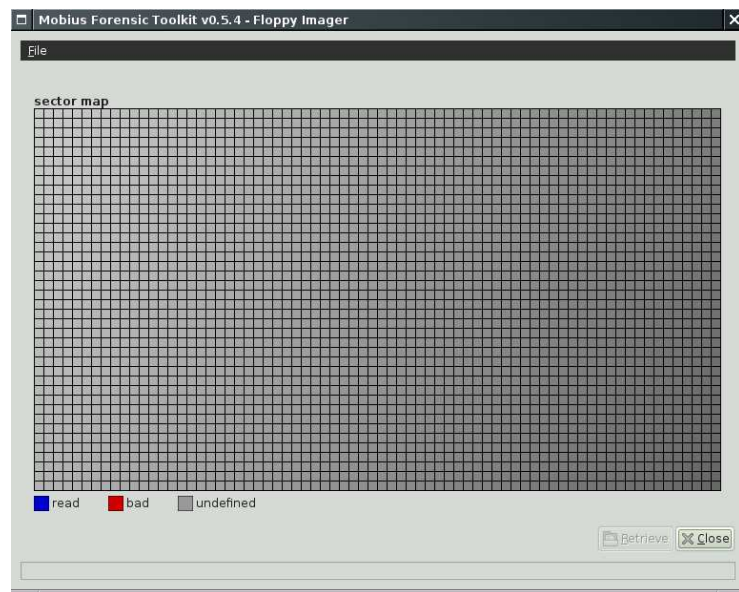 Mobius Forensic Toolkit v0.5.4 - Floppy Imager
File
sector map
read bad undefined
Retrieve Close